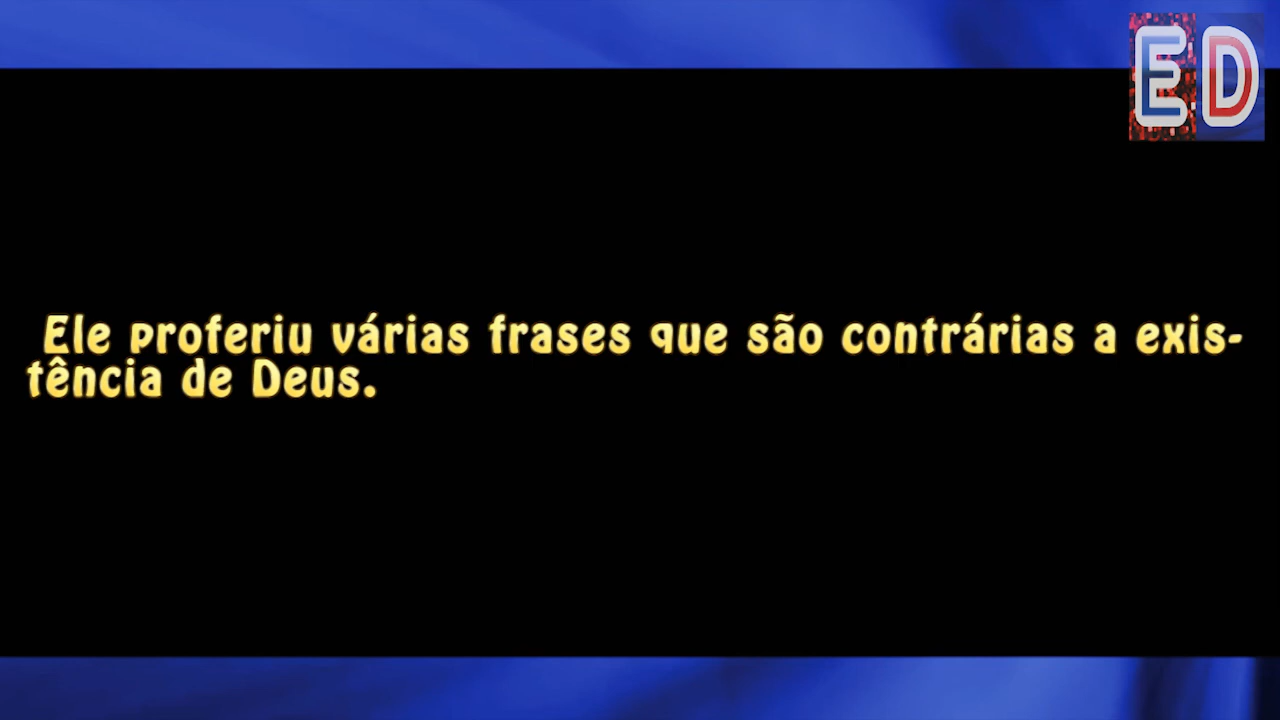 ED
Ele proferiu várias frases que são contrárias a exis-
tência de Deus.